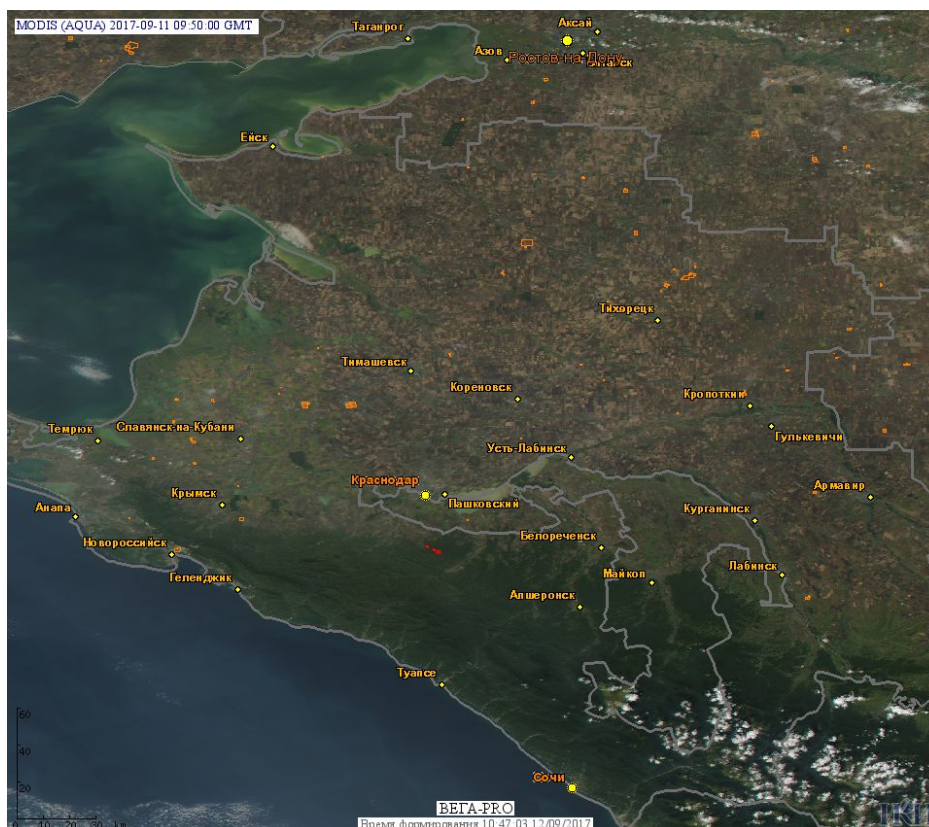 MODIS (AQUA) 2017-09-11 09:50:00 GMT
Таганрог
Аксай
Азов
Ростов-на-Дону
Ейск
Тихорецк
Тимашевск
Кореновск
Кропоткин
Темрюк
Славянск-на-Кубани
Гулькевичи
Усть-Лабинск
Краснодар
Армавир
Крымск
Пашковский
Анапа
Курганинск
Новороссийск
Белореченск
Геленджик
Майкоп
Лабинск
Апшеронск
Туапсе
60
40
20
Сочи
ВЕГА-PRO
0 10 20 30 km
Время формирования 10:47 03 12/09/2017